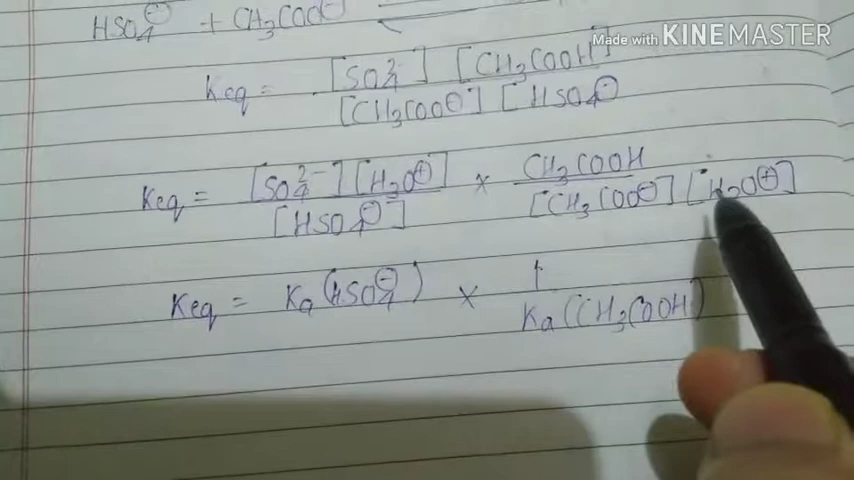 Made with KINEMASTER
HSO4⊖ + CH3COO⊖
Keq = [SO4²⁻] [CH3COOH] / [CH3COO⊖] [HSO4⊖
Keq = [SO4²⁻] [H3O⊕] / [HSO4⊖] × CH3COOH / [CH3COO⊖] [H3O⊕]
Keq = Ka (HSO4⊖) × 1 / Ka (CH3COOH)